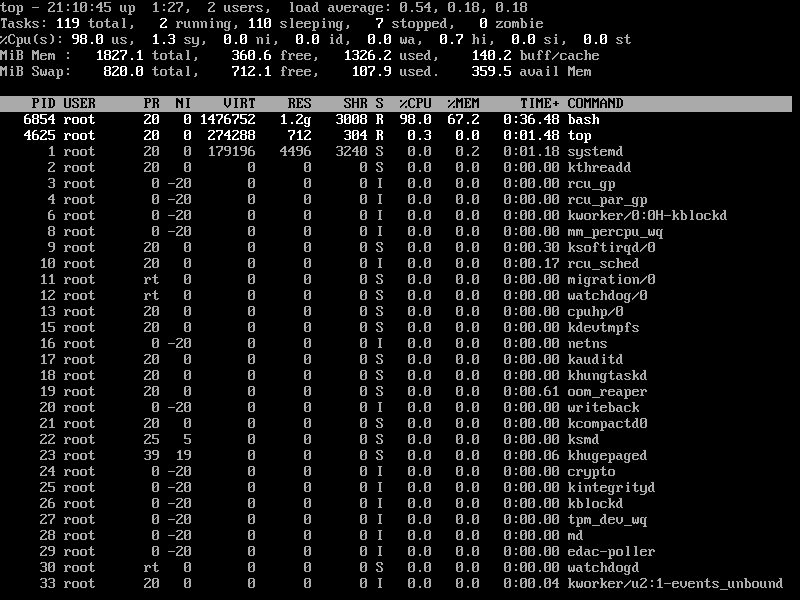 top - 21:10:45 up  1:27,  2 users,  load average: 0.54, 0.18, 0.18
Tasks: 119 total,   2 running, 110 sleeping,   7 stopped,   0 zombie
%Cpu(s): 98.0 us,  1.3 sy,  0.0 ni,  0.0 id,  0.0 wa,  0.7 hi,  0.0 si,  0.0 st
MiB Mem :   1827.1 total,    360.6 free,   1326.2 used,    140.2 buff/cache
MiB Swap:    820.0 total,    712.1 free,    107.9 used.    359.5 avail Mem
PID USER      PR  NI    VIRT    RES    SHR S  %CPU  %MEM     TIME+ COMMAND
6854 root      20   0 1476752   1.2g   3008 R  98.0  67.2   0:36.48 bash
4625 root      20   0  274288    712    304 R   0.3   0.0   0:01.48 top
1 root      20   0  179196   4496   3240 S   0.0   0.2   0:01.18 systemd
2 root      20   0       0      0      0 S   0.0   0.0   0:00.00 kthreadd
3 root       0 -20       0      0      0 I   0.0   0.0   0:00.00 rcu_gp
4 root       0 -20       0      0      0 I   0.0   0.0   0:00.00 rcu_par_gp
6 root       0 -20       0      0      0 I   0.0   0.0   0:00.00 kworker/0:0H-kblockd
8 root       0 -20       0      0      0 I   0.0   0.0   0:00.00 mm_percpu_wq
9 root      20   0       0      0      0 S   0.0   0.0   0:00.30 ksoftirqd/0
10 root      20   0       0      0      0 I   0.0   0.0   0:00.17 rcu_sched
11 root      rt   0       0      0      0 S   0.0   0.0   0:00.00 migration/0
12 root      rt   0       0      0      0 S   0.0   0.0   0:00.00 watchdog/0
13 root      20   0       0      0      0 S   0.0   0.0   0:00.00 cpuhp/0
15 root      20   0       0      0      0 S   0.0   0.0   0:00.00 kdevtmpfs
16 root       0 -20       0      0      0 I   0.0   0.0   0:00.00 netns
17 root      20   0       0      0      0 S   0.0   0.0   0:00.00 kauditd
18 root      20   0       0      0      0 S   0.0   0.0   0:00.00 khungtaskd
19 root      20   0       0      0      0 S   0.0   0.0   0:00.61 oom_reaper
20 root       0 -20       0      0      0 I   0.0   0.0   0:00.00 writeback
21 root      20   0       0      0      0 S   0.0   0.0   0:00.00 kcompactd0
22 root      25   5       0      0      0 S   0.0   0.0   0:00.00 ksmd
23 root      39  19       0      0      0 S   0.0   0.0   0:00.06 khugepaged
24 root       0 -20       0      0      0 I   0.0   0.0   0:00.00 crypto
25 root       0 -20       0      0      0 I   0.0   0.0   0:00.00 kintegrityd
26 root       0 -20       0      0      0 I   0.0   0.0   0:00.00 kblockd
27 root       0 -20       0      0      0 I   0.0   0.0   0:00.00 tpm_dev_wq
28 root       0 -20       0      0      0 I   0.0   0.0   0:00.00 md
29 root       0 -20       0      0      0 I   0.0   0.0   0:00.00 edac-poller
30 root      rt   0       0      0      0 S   0.0   0.0   0:00.00 watchdogd
33 root      20   0       0      0      0 I   0.0   0.0   0:00.04 kworker/u2:1-events_unbound